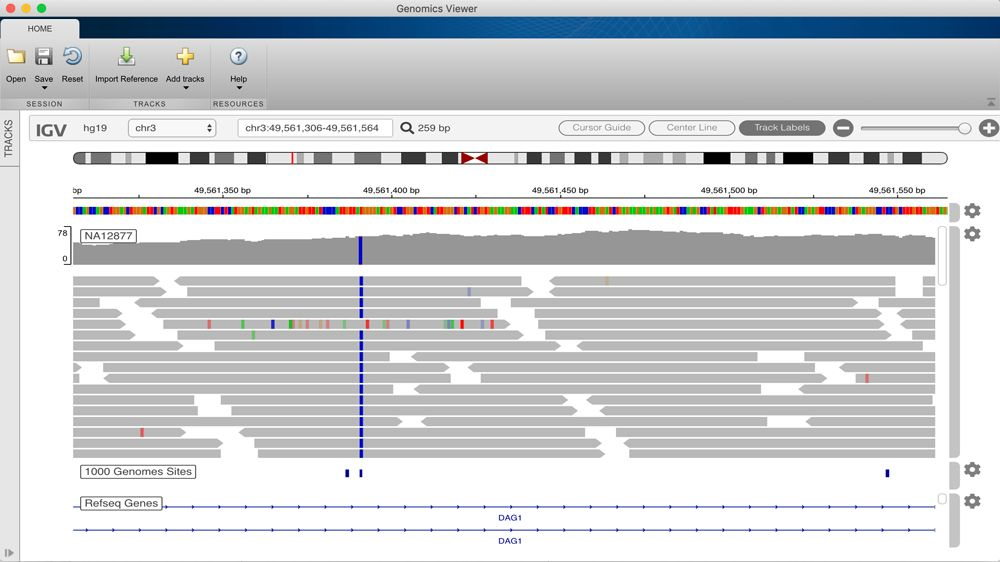 Genomics Viewer
HOME
Open Save Reset Import Reference Add tracks Help
SESSION TRACKS RESOURCES
TRACKS
IGV hg19 chr3 chr3:49,561,306-49,561,564 259 bp Cursor Guide Center Line Track Labels
bp 49,561,350 bp 49,561,400 bp 49,561,450 bp 49,561,500 bp 49,561,550 bp
78
NA12877
0
1000 Genomes Sites
Refseq Genes
DAG1
DAG1